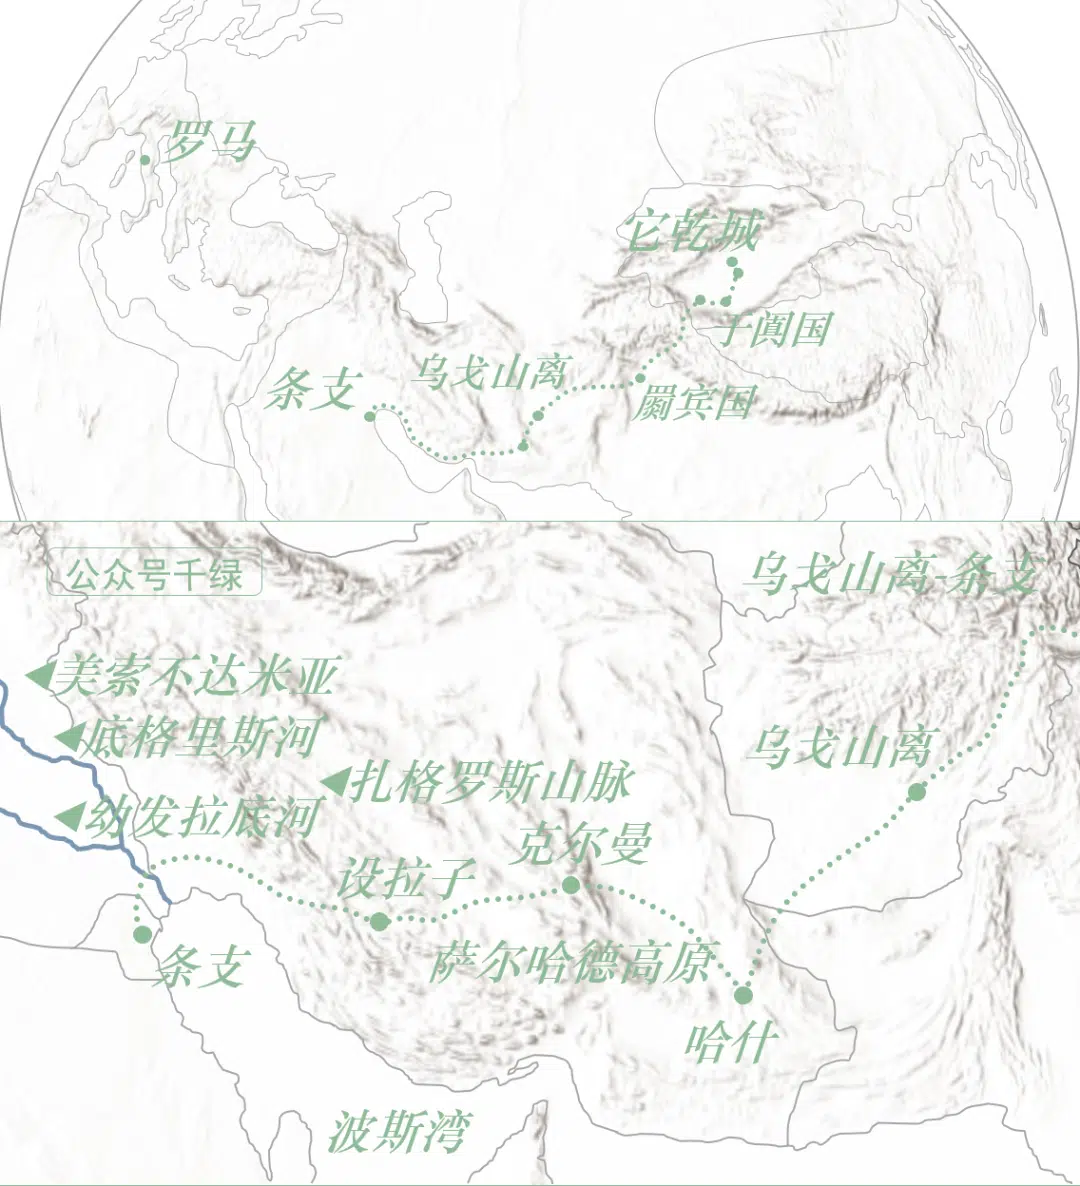 罗马
它乾城
于阗国
乌戈山离
条支
罽宾国
公众号千绿
乌戈山离-条支
美索不达米亚
底格里斯河
乌戈山离
扎格罗斯山脉
幼发拉底河
克尔曼
设拉子
萨尔哈德高原
条支
哈什
波斯湾